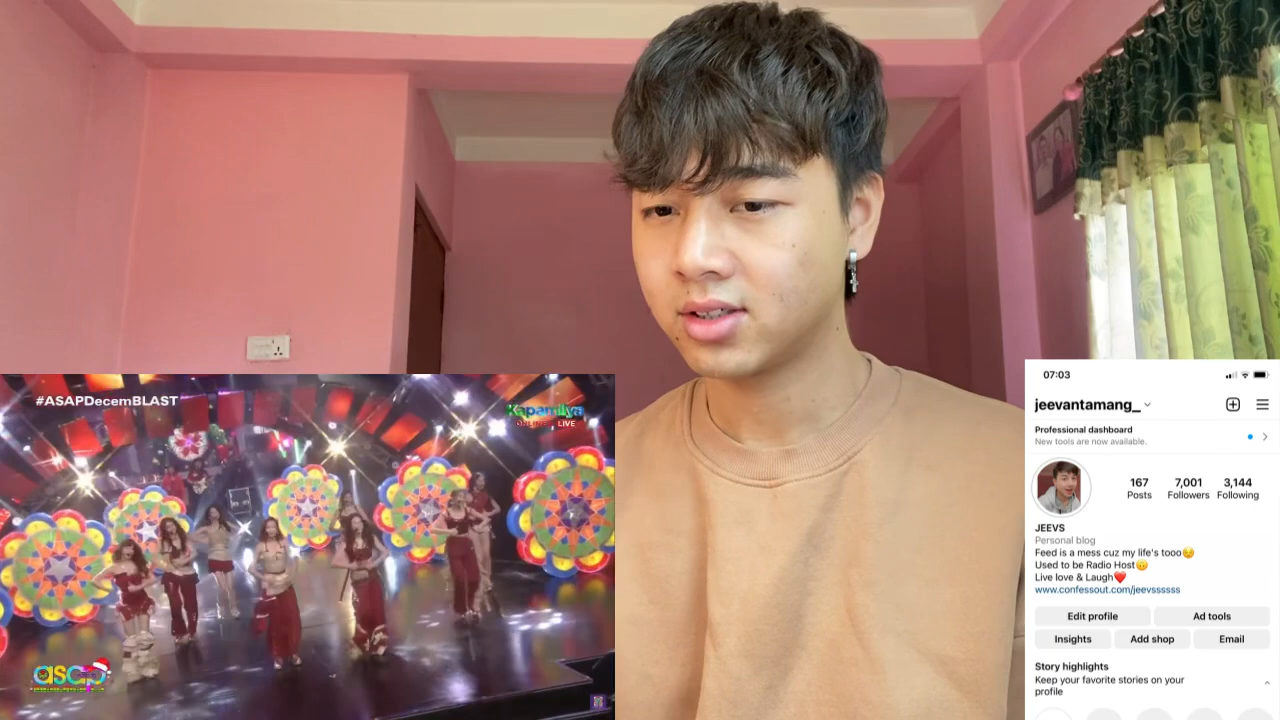 #ASAPDecemBLAST
Kapamilya
ONLINE LIVE
asap
07:03
jeevantamang_
Professional dashboard
New tools are now available.
167
7,001
3,144
Posts
Followers
Following
JEEVS
Personal blog
Feed is a mess cuz my life's tooo😔
Used to be Radio Host🙃
Live love & Laugh❤️
www.confessout.com/jeevssssss
Edit profile
Ad tools
Insights
Add shop
Email
Story highlights
Keep your favorite stories on your
profile